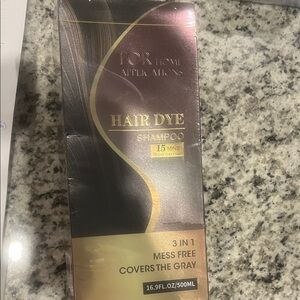 FOR HOME
APPLICATIONS
HAIR DYE
SHAMPOO
15 MINS
3 IN 1
MESS FREE
COVERS THE GRAY
16.9FL.OZ/500ML